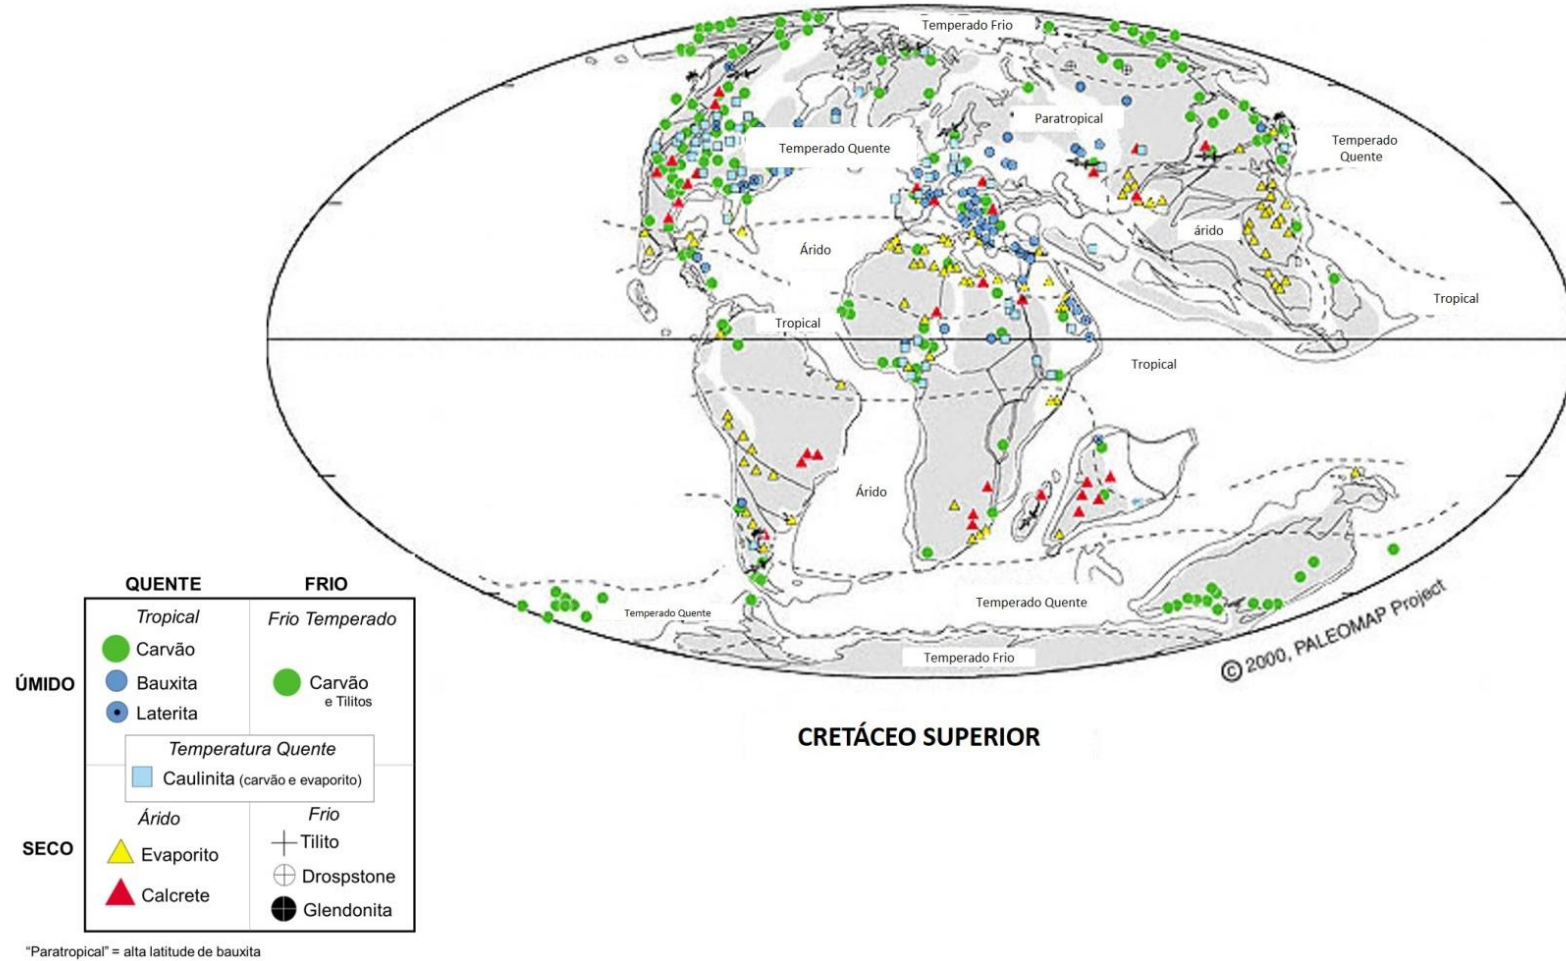 Temperado Frio
Paratropical
Temperado Quente
Temperado
Quente
Árido
árido
Tropical
Tropical
Tropical
Árido
Temperado Quente
Temperado Quente
Temperado Frio
© 2000, PALEOMAP Project
CRETÁCEO SUPERIOR
QUENTE FRIO
ÚMIDO
Tropical
Carvão
Bauxita
Laterita
Frio Temperado
Carvão
e Tilitos
Temperatura Quente
Caulinita (carvão e evaporito)
SECO
Árido
Evaporito
Calcrete
Frio
Tilito
Drospstone
Glendonita
"Paratropical" = alta latitude de bauxita